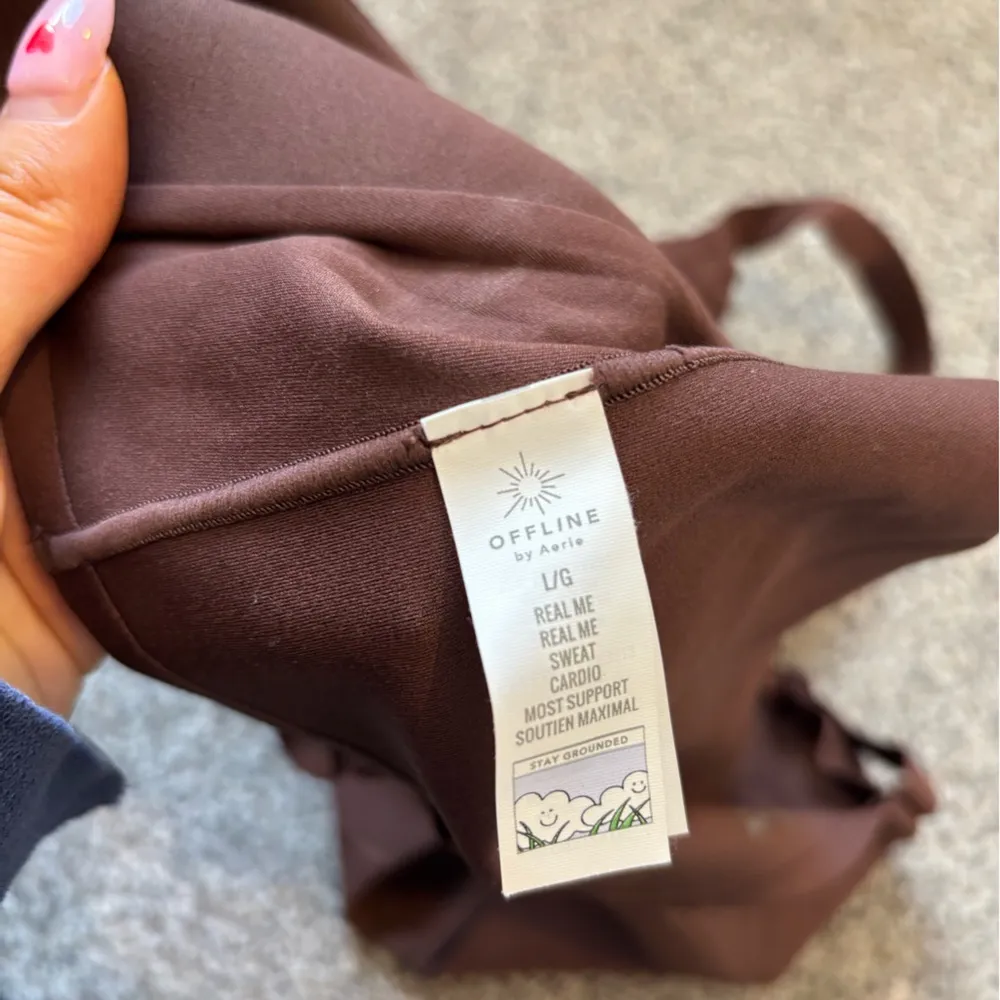 OFFLINE
by Aerie
L/G
REAL ME
REAL ME
SWEAT
CARDIO
MOST SUPPORT
SOUTIEN MAXIMAL
STAY GROUNDED